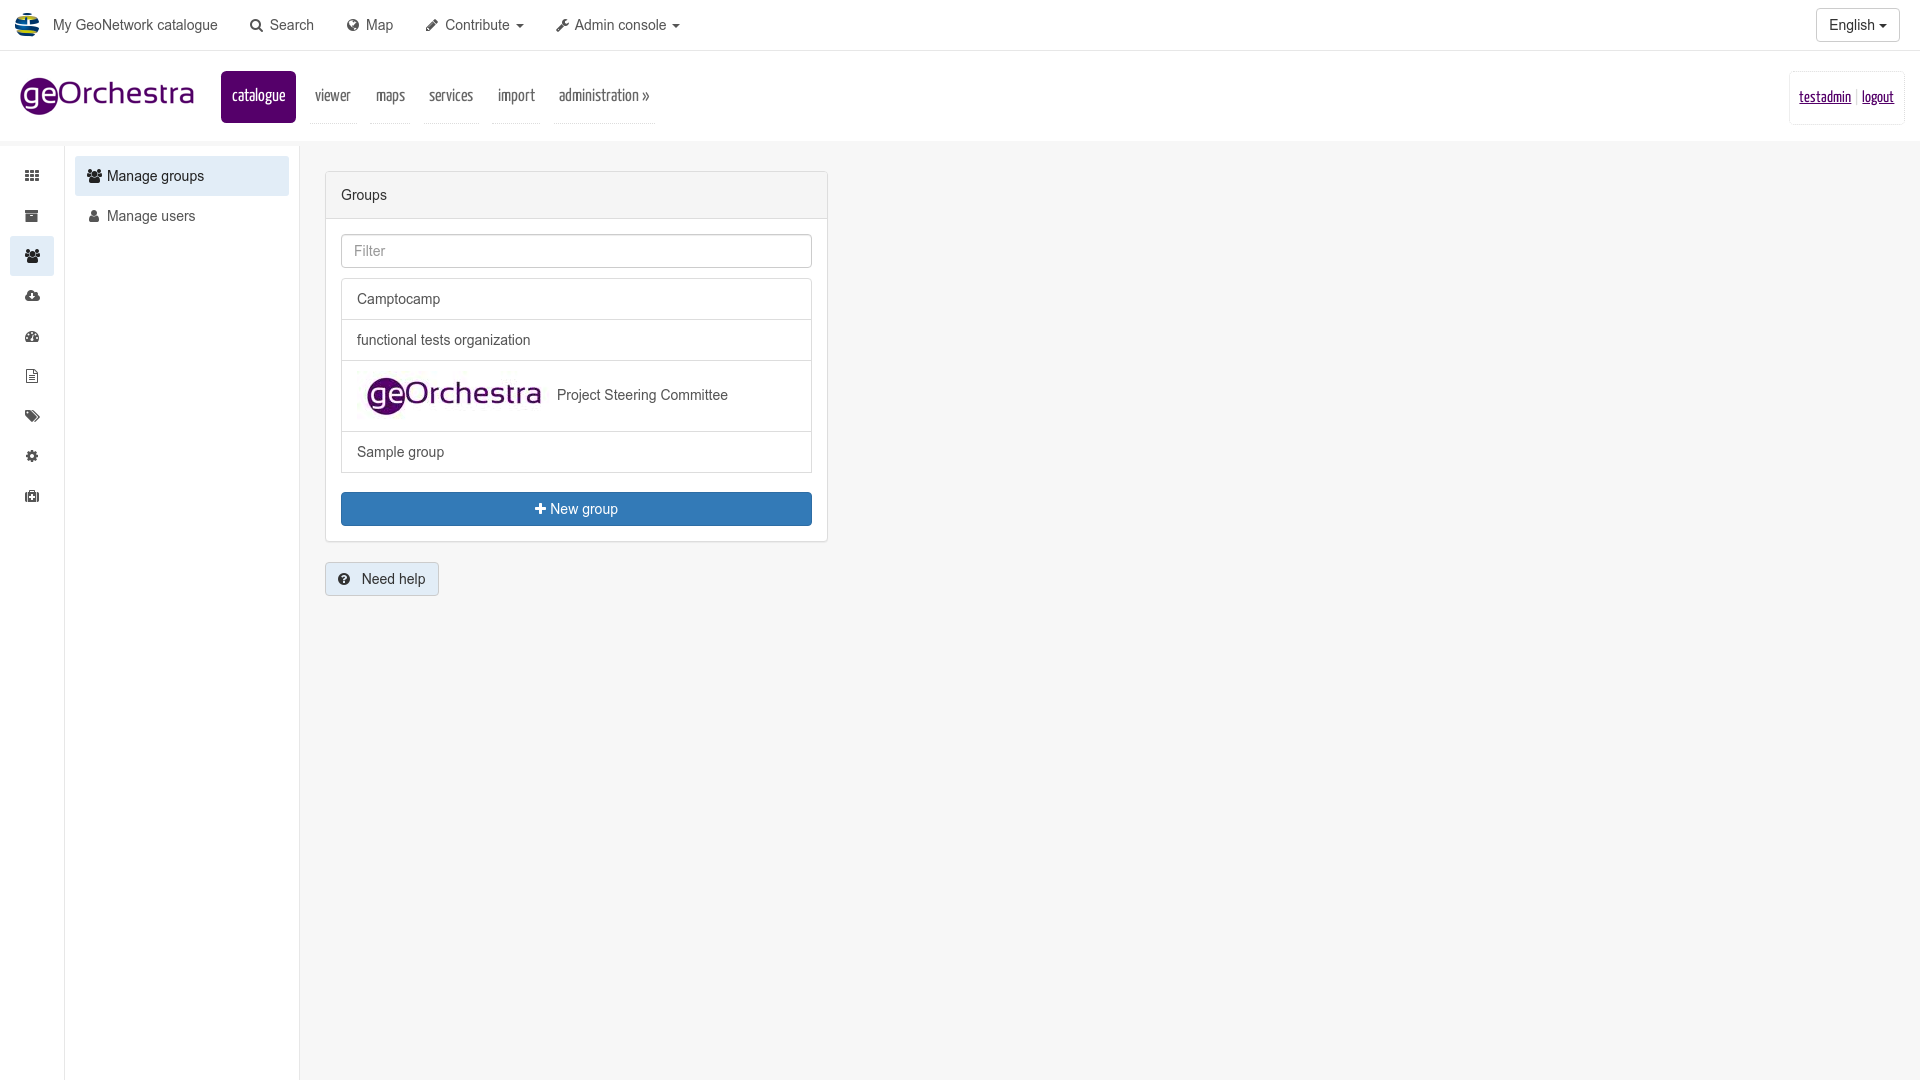 My GeoNetwork catalogue
Search
Map
Contribute
Admin console
English
geOrchestra
catalogue
viewer
maps
services
import
administration »
testadmin
logout
Manage groups
Manage users
Groups
Filter
Camptocamp
functional tests organization
geOrchestra Project Steering Committee
Sample group
New group
Need help